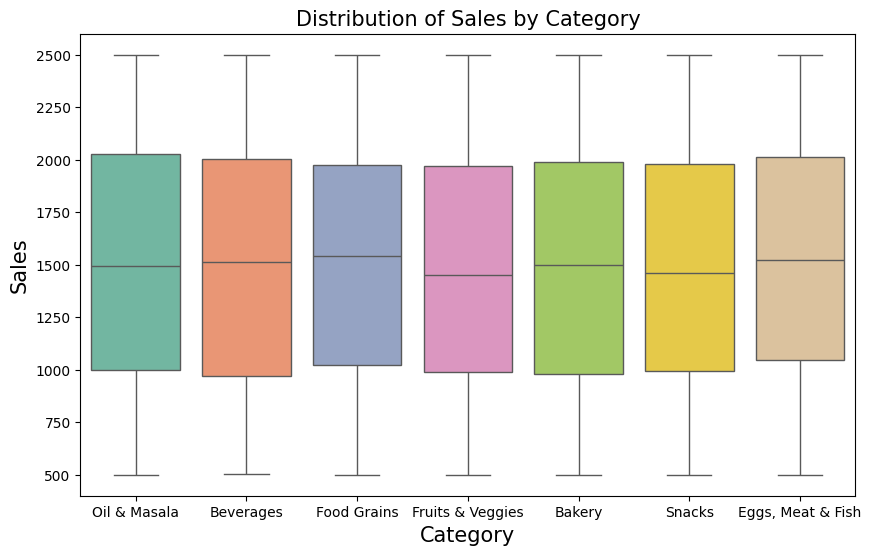 Distribution of Sales by Category
Sales
2500
2250
2000
1750
1500
1250
1000
750
500
Oil & Masala
Beverages
Food Grains
Fruits & Veggies
Bakery
Snacks
Eggs, Meat & Fish
Category